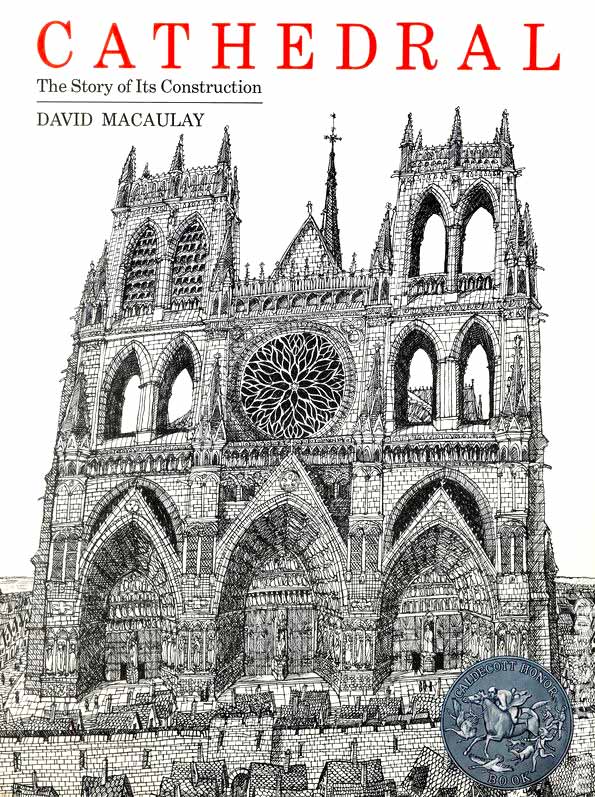 CATHEDRAL
The Story of Its Construction
DAVID MACAULAY
CALDECOTT HONOR
BOOK